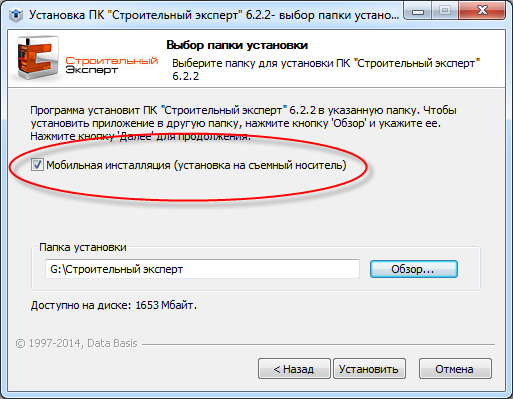 Установка ПК "Строительный эксперт" 6.2.2- выбор папки устано...
Строительный
Эксперт
Выбор папки установки
Выберите папку для установки ПК "Строительный эксперт"
6.2.2
Программа установит ПК "Строительный эксперт" 6.2.2 в указанную папку. Чтобы
установить приложение в другую папку, нажмите кнопку 'Обзор' и укажите ее.
Нажмите кнопку 'Далее' для продолжения.
Мобильная инсталляция (установка на съемный носитель)
Папка установки
G:\Строительный эксперт
Обзор...
Доступно на диске: 1653 Мбайт.
© 1997-2014, Data Basis
< Назад
Установить
Отмена